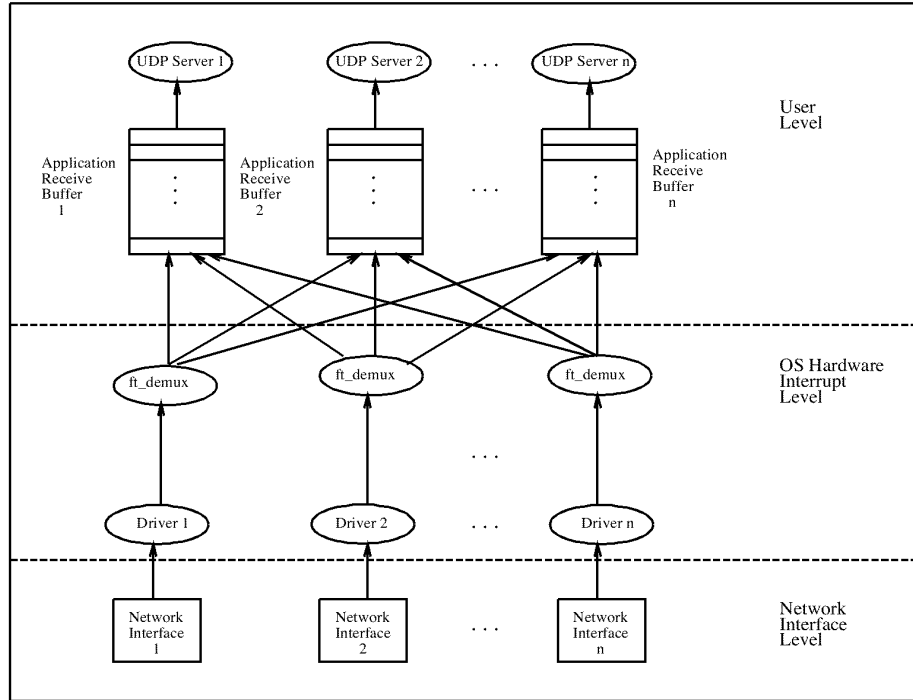 UDP Server 1
UDP Server 2
. . .
UDP Server n
User
Level
Application
Receive
Buffer
1
Application
Receive
Buffer
2
. . .
Application
Receive
Buffer
n
ft_demux
ft_demux
ft_demux
OS Hardware
Interrupt
Level
. . .
Driver 1
Driver 2
. . .
Driver n
Network
Interface
1
Network
Interface
2
. . .
Network
Interface
n
Network
Interface
Level